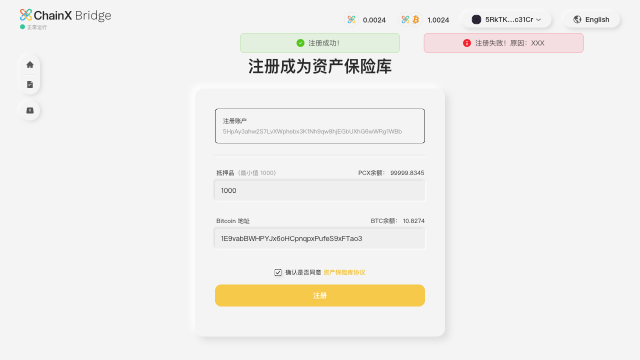 ChainX Bridge
正常运行
0.0024
1.0024
5RkTK....c31Cr
English
注册成功！
注册失败！原因：XXX
注册成为资产保险库
注册账户
抵押品（最小值 1000）
PCX余额： 99999.8345
1000
Bitcoin 地址
BTC余额： 10.8274
1E9vabBWHPYJx6oHCpnqpxPufeS9xFTao3
确认是否同意 资产保险库协议
注册